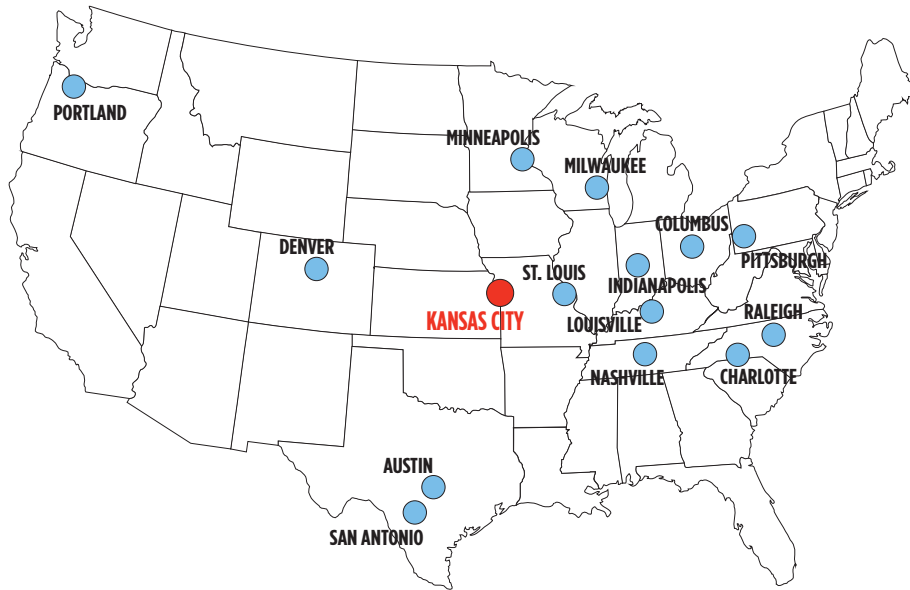 PORTLAND
MINNEAPOLIS
MILWAUKEE
COLUMBUS
DENVER
PITTSBURGH
ST. LOUIS
INDIANAPOLIS
RALEIGH
KANSAS CITY
LOUISVILLE
NASHVILLE
CHARLOTTE
AUSTIN
SAN ANTONIO